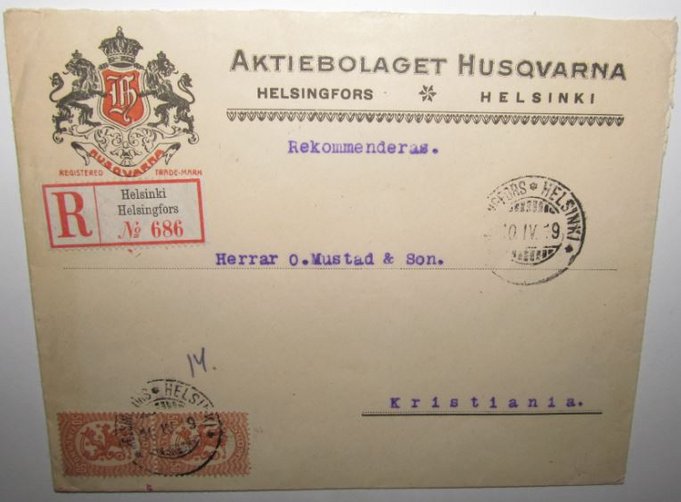 AKTIEBOLAGET HUSQVARNA
HELSINGFORS HELSINKI
H
HUSQVARNA
REGISTERED TRADE-MARK
Rekommenderas.
R
Helsinki
Helsingfors
№ 686
HELSINKI
10.IV.19
Herrar O.Mustad & Son.
14.
HELSINKI
Kristiania.